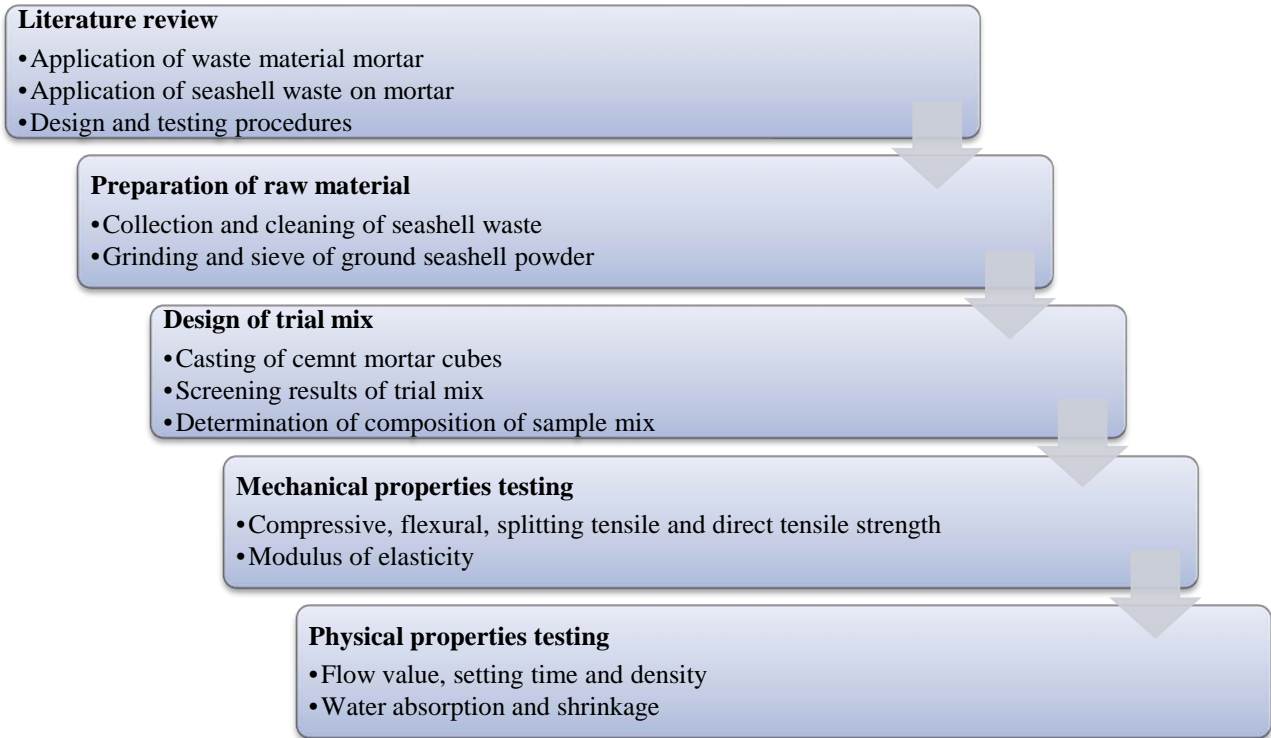 Literature review
•Application of waste material mortar
•Application of seashell waste on mortar
•Design and testing procedures
Preparation of raw material
•Collection and cleaning of seashell waste
•Grinding and sieve of ground seashell powder
Design of trial mix
•Casting of cemnt mortar cubes
•Screening results of trial mix
•Determination of composition of sample mix
Mechanical properties testing
•Compressive, flexural, splitting tensile and direct tensile strength
•Modulus of elasticity
Physical properties testing
•Flow value, setting time and density
•Water absorption and shrinkage